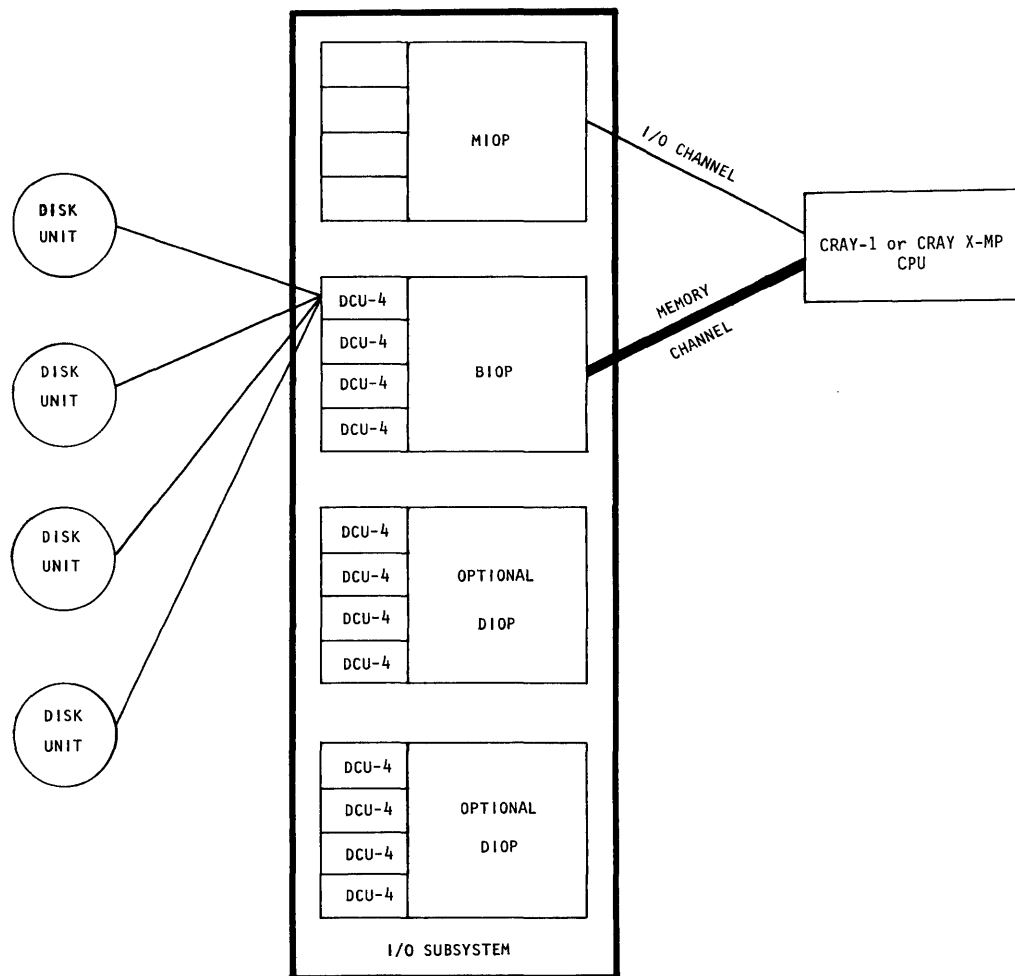 MIOP
I/O CHANNEL
DISK
UNIT
CRAY-1 or CRAY X-MP
CPU
DCU-4
DCU-4
DCU-4
DCU-4
BIOP
MEMORY
CHANNEL
DISK
UNIT
DISK
UNIT
DCU-4
DCU-4
DCU-4
DCU-4
OPTIONAL
DIOP
DISK
UNIT
DCU-4
DCU-4
DCU-4
DCU-4
OPTIONAL
DIOP
I/O SUBSYSTEM